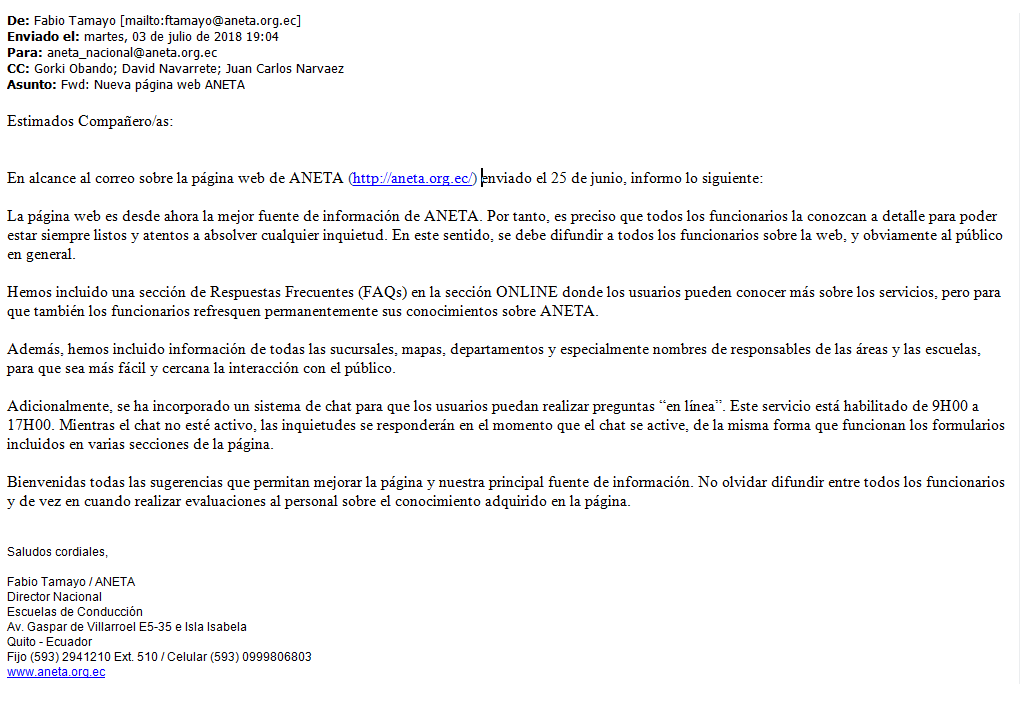 De: Fabio Tamayo [mailto:ftamayo@aneta.org.ec]
Enviado el: martes, 03 de julio de 2018 19:04
Para: aneta_nacional@aneta.org.ec
CC: Gorki Obando; David Navarrete; Juan Carlos Narvaez
Asunto: Fwd: Nueva página web ANETA
Estimados Compañero/as:
En alcance al correo sobre la página web de ANETA (http://aneta.org.ec/) enviado el 25 de junio, informo lo siguiente:
La página web es desde ahora la mejor fuente de información de ANETA. Por tanto, es preciso que todos los funcionarios la conozcan a detalle para poder
estar siempre listos y atentos a absolver cualquier inquietud. En este sentido, se debe difundir a todos los funcionarios sobre la web, y obviamente al público
en general.
Hemos incluido una sección de Respuestas Frecuentes (FAQs) en la sección ONLINE donde los usuarios pueden conocer más sobre los servicios, pero para
que también los funcionarios refresquen permanentemente sus conocimientos sobre ANETA.
Además, hemos incluido información de todas las sucursales, mapas, departamentos y especialmente nombres de responsables de las áreas y las escuelas,
para que sea más fácil y cercana la interacción con el público.
Adicionalmente, se ha incorporado un sistema de chat para que los usuarios puedan realizar preguntas “en línea”. Este servicio está habilitado de 9H00 a
17H00. Mientras el chat no esté activo, las inquietudes se responderán en el momento que el chat se active, de la misma forma que funcionan los formularios
incluidos en varias secciones de la página.
Bienvenidas todas las sugerencias que permitan mejorar la página y nuestra principal fuente de información. No olvidar difundir entre todos los funcionarios
y de vez en cuando realizar evaluaciones al personal sobre el conocimiento adquirido en la página.
Saludos cordiales,
Fabio Tamayo / ANETA
Director Nacional
Escuelas de Conducción
Av. Gaspar de Villarroel E5-35 e Isla Isabela
Quito - Ecuador
Fijo (593) 2941210 Ext. 510 / Celular (593) 0999806803
www.aneta.org.ec